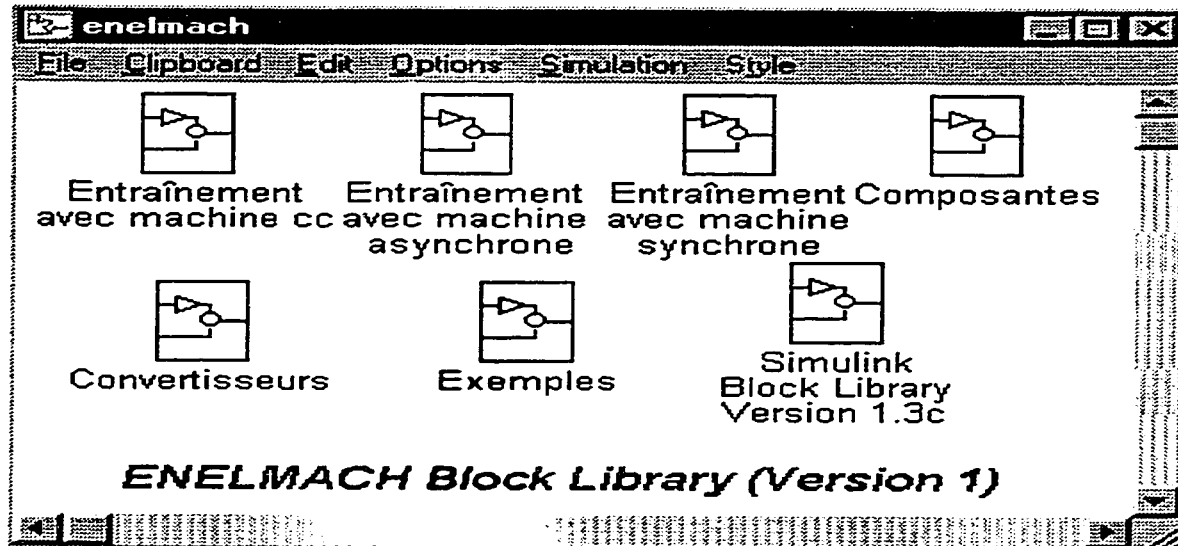 enelmach
File Clipboard Edit Options Simulation Style
Entraînement
avec machine cc
Entraînement
avec machine
asynchrone
Entraînement
avec machine
synchrone
Composantes
Convertisseurs
Exemples
Simulink
Block Library
Version 1.3c
ENELMACH Block Library (Version 1)